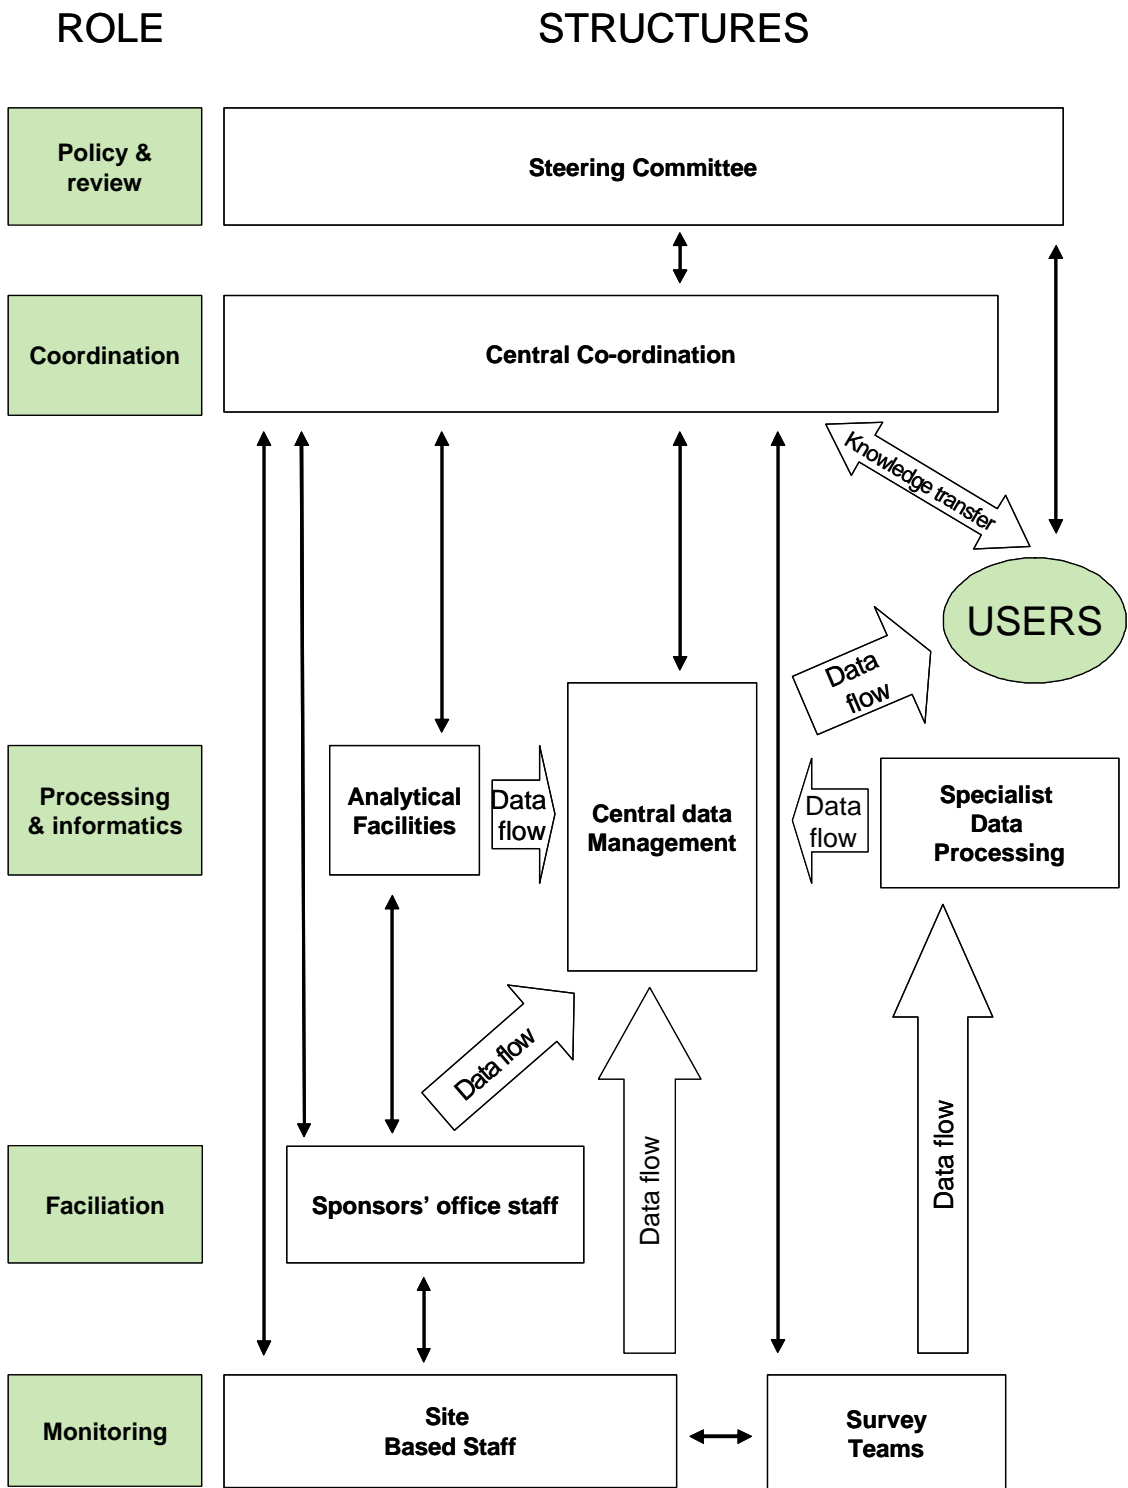 ROLE
STRUCTURES
Policy &
review
Steering Committee
Coordination
Central Co-ordination
Knowledge transfer
USERS
Data
flow
Processing
& informatics
Analytical
Facilities
Data
flow
Central data
Management
Data
flow
Specialist
Data
Processing
Data flow
Data flow
Data flow
Faciliation
Sponsors’ office staff
Monitoring
Site
Based Staff
Survey
Teams